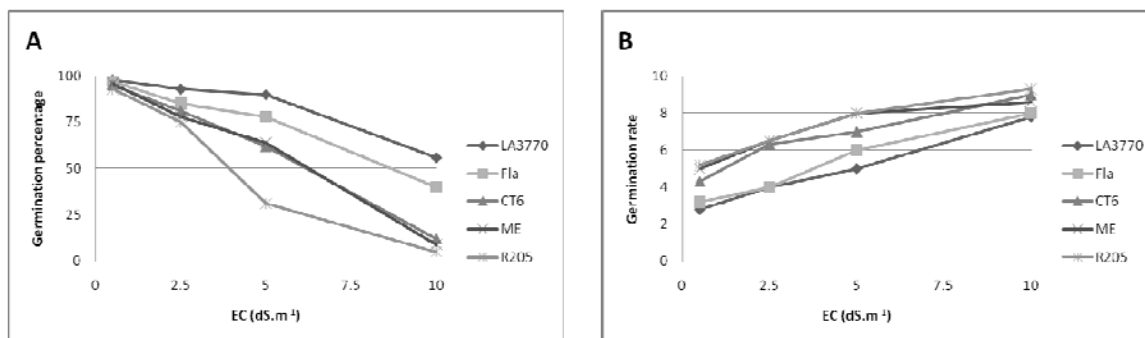 A
Germination percentage
100
75
50
25
0
0 2.5 5 7.5 10
EC (dS.m⁻¹)
LA3770
Fla
CT6
ME
R205
B
Germination rate
10
8
6
4
2
0
0 2.5 5 7.5 10
EC (dS.m⁻¹)
LA3770
Fla
CT6
ME
R205